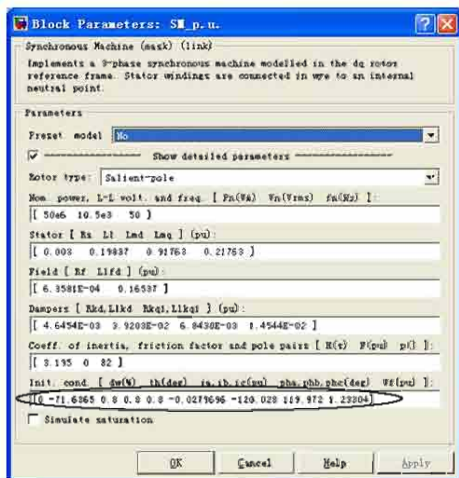 Block Parameters: SM_p.u.
Synchronous Machine (mask) (link)
Implements a 3-phase synchronous machine modelled in the dq rotor
reference frame. Stator windings are connected in wye to an internal
neutral point.
Parameters
Preset model No
Show detailed parameters
Rotor type: Salient-pole
Nom. power, L-L volt. and freq. [ Pn(VA) Vn(Vrms) fn(Hz) ]:
[ 50e6 10.5e3 50 ]
Stator [ Rs Ll Lmd Lmq ] (pu):
[ 0.003 0.19837 0.91763 0.21763 ]
Field [ Rf Llfd ] (pu):
[ 6.3581E-04 0.16537 ]
Dampers [ Rkd,Llkd Rkq1,Llkq1 ] (pu):
[ 4.6454E-03 3.9203E-02 6.8430E-03 1.4544E-02 ]
Coeff. of inertia, friction factor and pole pairs [ H(s) F(pu) p() ]:
[ 3.195 0 82 ]
Init. cond. [ dw(%) th(deg) ia,ib,ic(pu) pha,phb,phc(deg) Vf(pu) ]:
[0 -71.6865 0.8 0.8 0.8 -0.0279696 -120.028 119.972 1.23304]
Simulate saturation
OK Cancel Help Apply